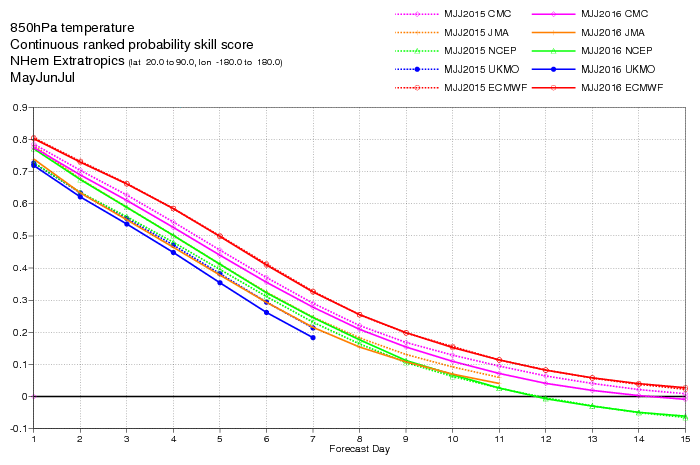 850hPa temperature
Continuous ranked probability skill score
NHem Extratropics (lat 20.0 to 90.0, lon -180.0 to 180.0)
MayJunJul
MJJ2015 CMC MJJ2016 CMC
MJJ2015 JMA MJJ2016 JMA
MJJ2015 NCEP MJJ2016 NCEP
MJJ2015 UKMO MJJ2016 UKMO
MJJ2015 ECMWF MJJ2016 ECMWF
0.9
0.8
0.7
0.6
0.5
0.4
0.3
0.2
0.1
0
-0.1
1 2 3 4 5 6 7 8 9 10 11 12 13 14 15
Forecast Day